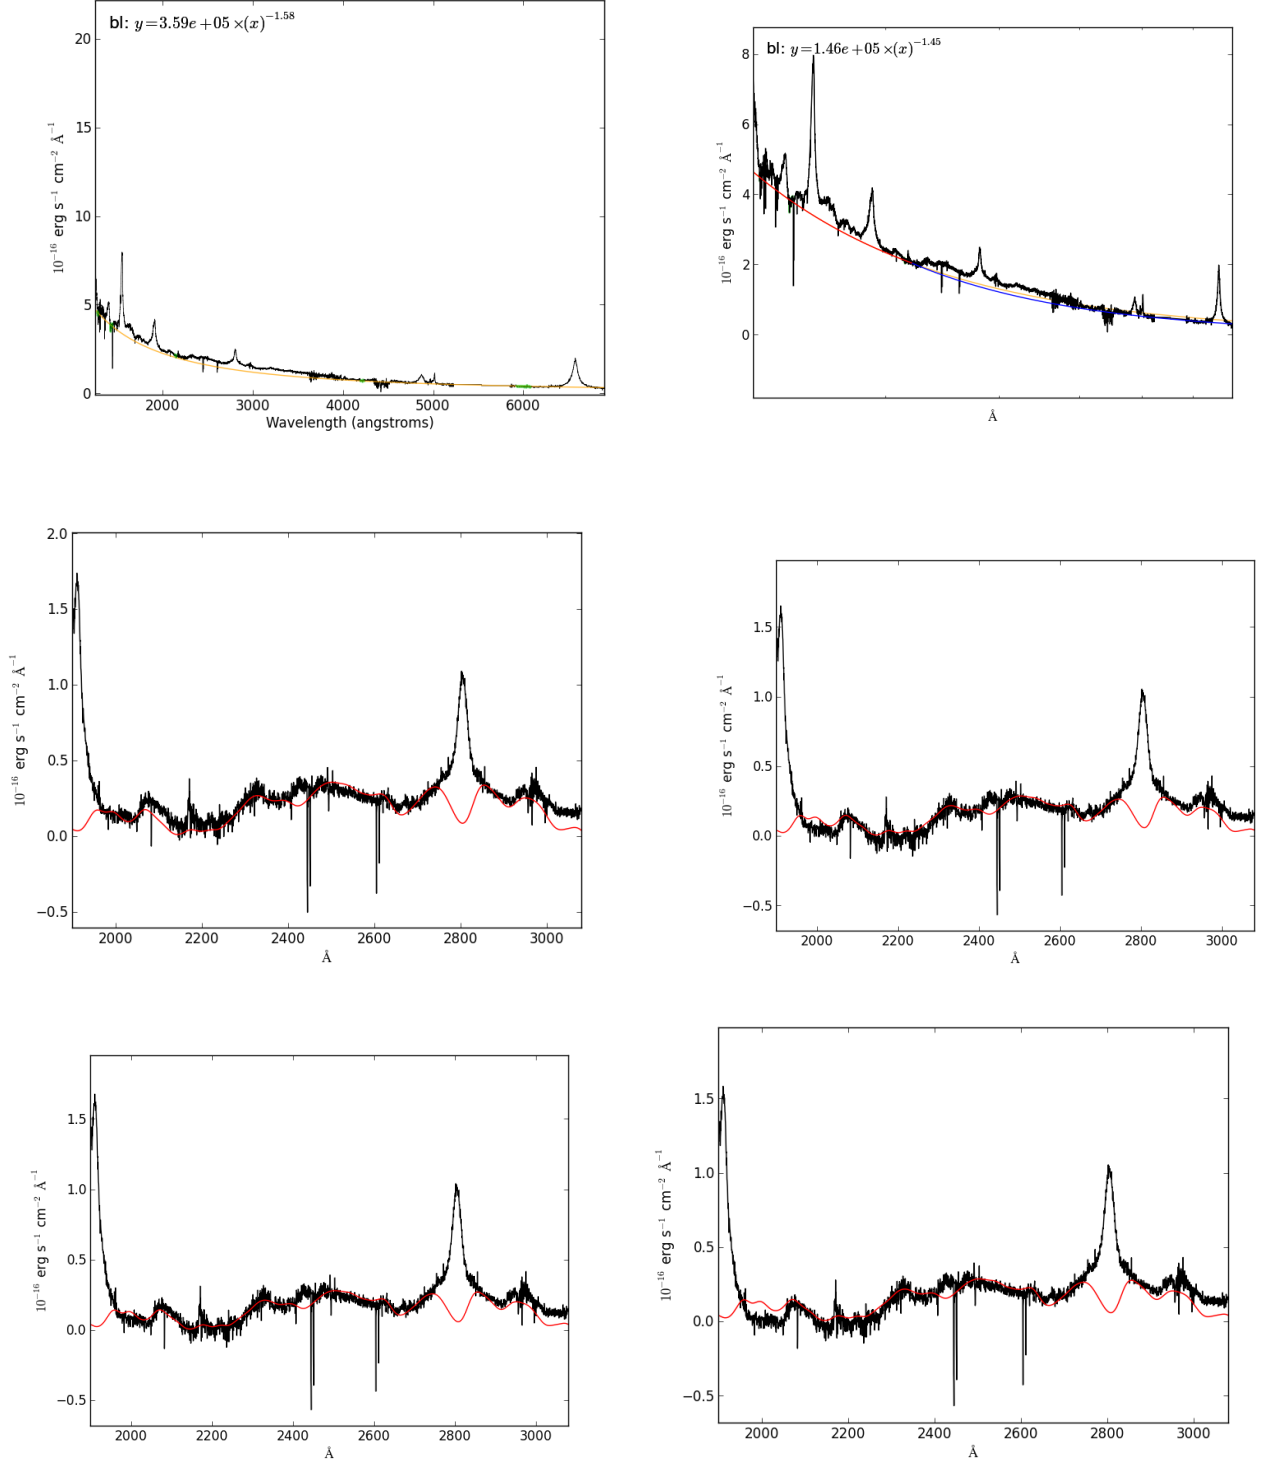 bl: y=3.59e+05×(x)^−1.58
20
15
10
5
0
10^−16 erg s^−1 cm^−2 Å^−1
2000 3000 4000 5000 6000
Wavelength (angstroms)
bl: y=1.46e+05×(x)^−1.45
8
6
4
2
0
10^−16 erg s^−1 cm^−2 Å^−1
Å
2.0
1.5
1.0
0.5
0.0
−0.5
10^−16 erg s^−1 cm^−2 Å^−1
2000 2200 2400 2600 2800 3000
Å
1.5
1.0
0.5
0.0
−0.5
10^−16 erg s^−1 cm^−2 Å^−1
2000 2200 2400 2600 2800 3000
Å
1.5
1.0
0.5
0.0
−0.5
10^−16 erg s^−1 cm^−2 Å^−1
2000 2200 2400 2600 2800 3000
Å
1.5
1.0
0.5
0.0
−0.5
10^−16 erg s^−1 cm^−2 Å^−1
2000 2200 2400 2600 2800 3000
Å